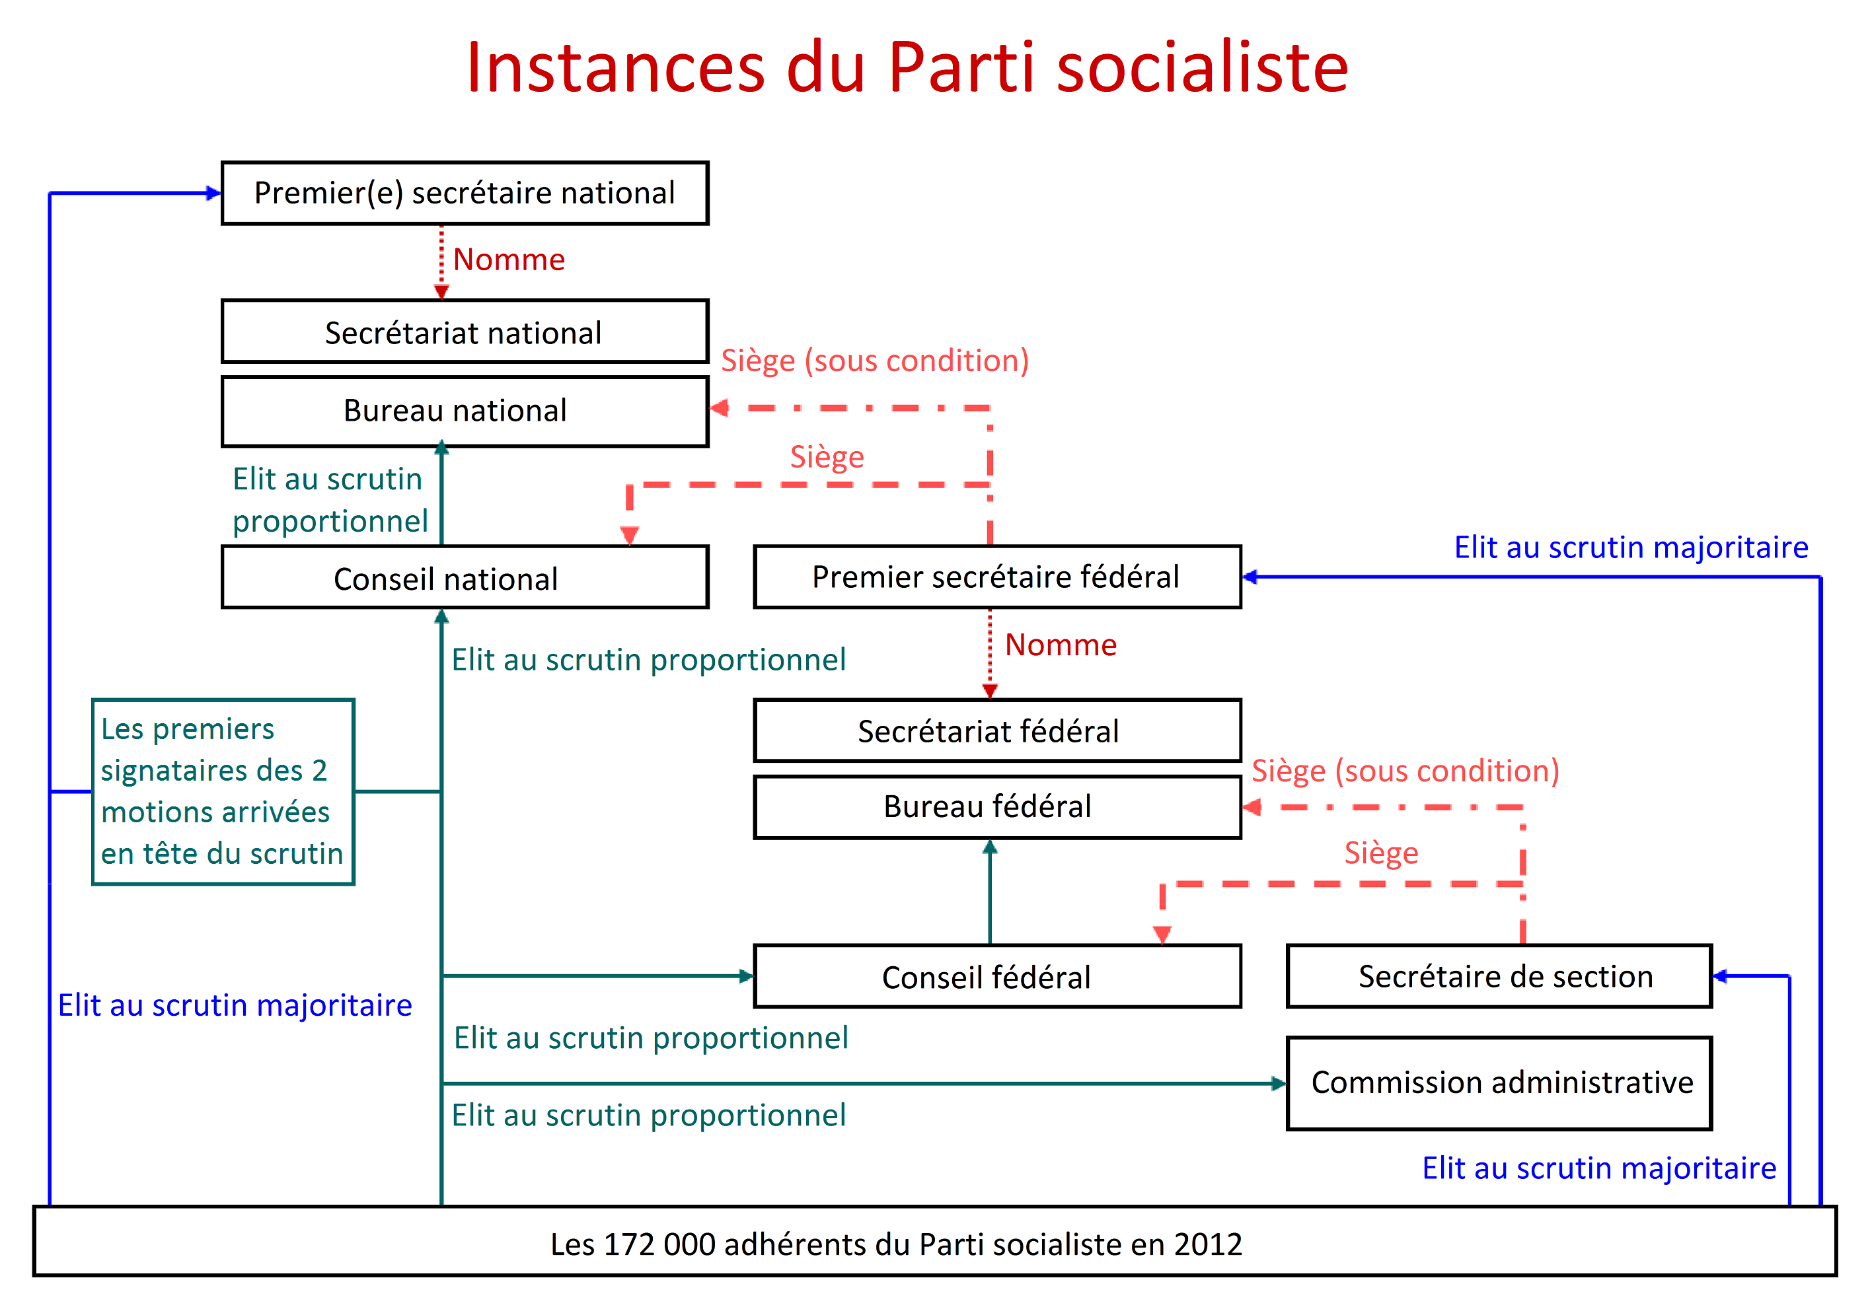 Instances du Parti socialiste
Premier(e) secrétaire national
Nomme
Secrétariat national
Siège (sous condition)
Bureau national
Siège
Elit au scrutin
proportionnel
Elit au scrutin majoritaire
Conseil national
Premier secrétaire fédéral
Nomme
Elit au scrutin proportionnel
Les premiers
signataires des 2
motions arrivées
en tête du scrutin
Secrétariat fédéral
Siège (sous condition)
Bureau fédéral
Siège
Conseil fédéral
Secrétaire de section
Elit au scrutin majoritaire
Elit au scrutin proportionnel
Commission administrative
Elit au scrutin proportionnel
Elit au scrutin majoritaire
Les 172 000 adhérents du Parti socialiste en 2012